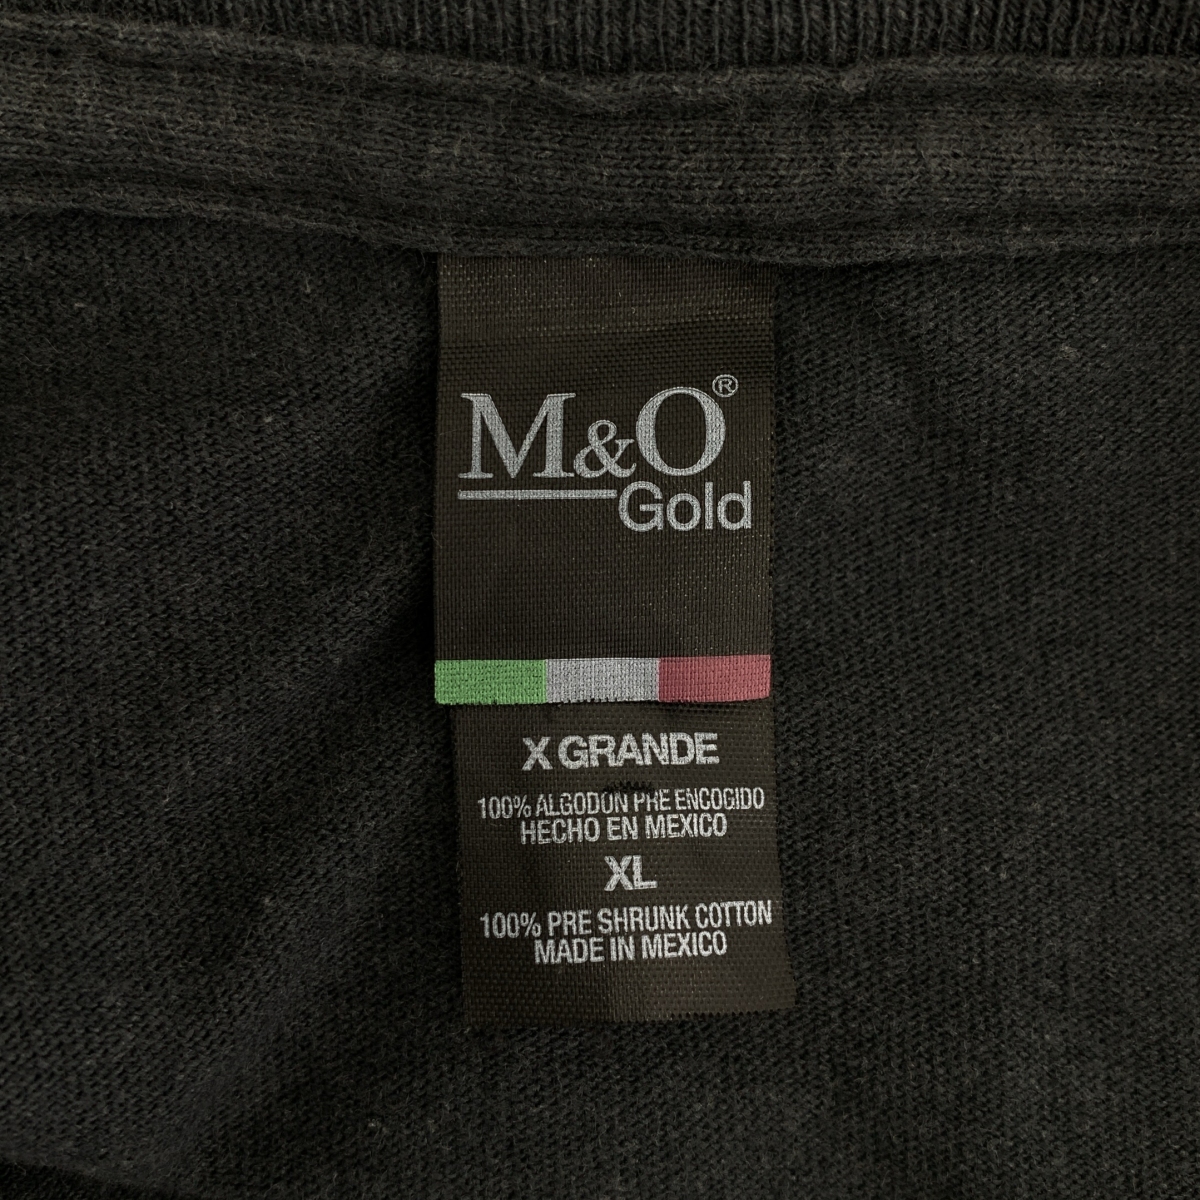 M&O®
Gold
X GRANDE
100% ALGODON PRE ENCOGIDO
HECHO EN MEXICO
XL
100% PRE SHRUNK COTTON
MADE IN MEXICO